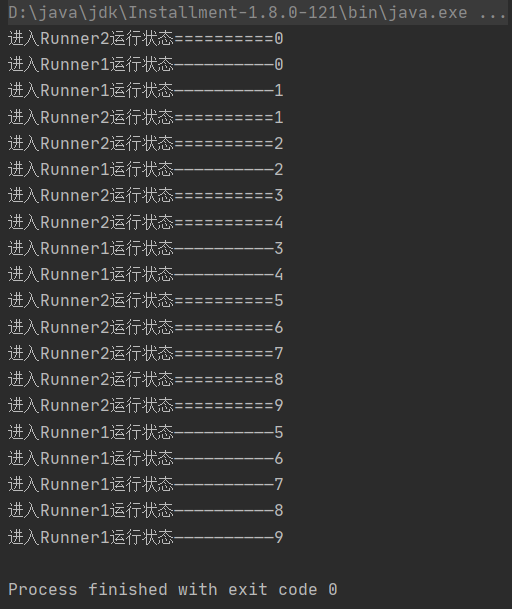 D:\java\jdk\Installment-1.8.0-121\bin\java.exe ...
进入Runner2运行状态==========0
进入Runner1运行状态——————————0
进入Runner1运行状态——————————1
进入Runner2运行状态==========1
进入Runner2运行状态==========2
进入Runner1运行状态——————————2
进入Runner2运行状态==========3
进入Runner2运行状态==========4
进入Runner1运行状态——————————3
进入Runner1运行状态——————————4
进入Runner2运行状态==========5
进入Runner2运行状态==========6
进入Runner2运行状态==========7
进入Runner2运行状态==========8
进入Runner2运行状态==========9
进入Runner1运行状态——————————5
进入Runner1运行状态——————————6
进入Runner1运行状态——————————7
进入Runner1运行状态——————————8
进入Runner1运行状态——————————9
Process finished with exit code 0